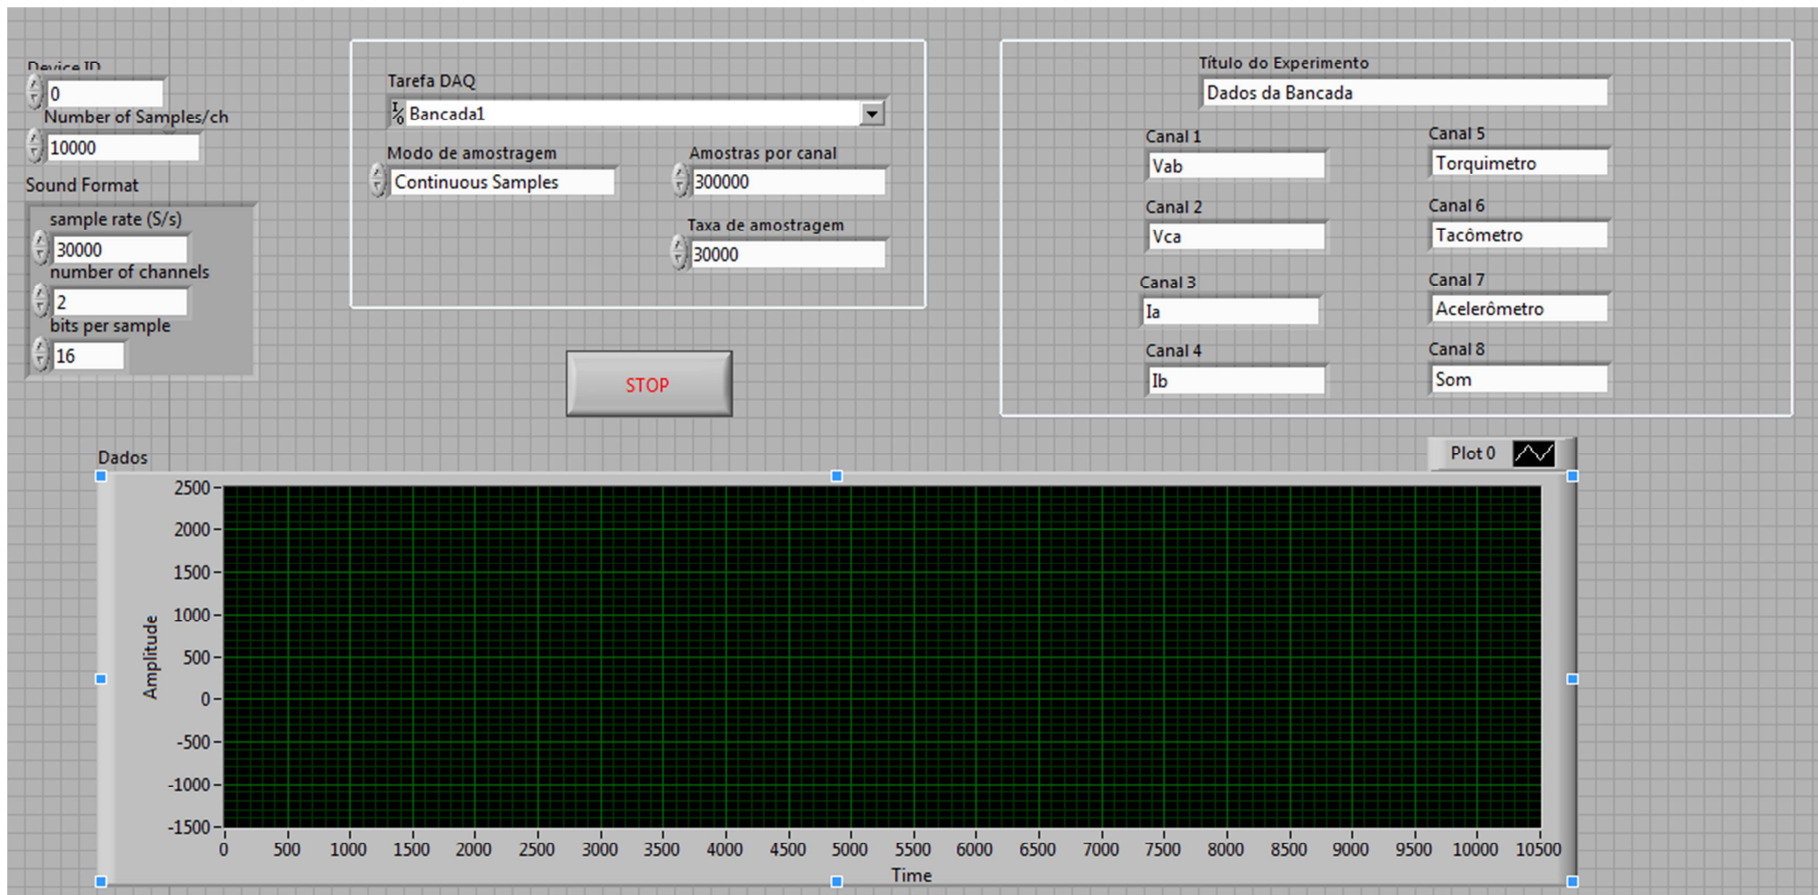 Device ID
0
Number of Samples/ch
10000
Sound Format
sample rate (S/s)
30000
number of channels
2
bits per sample
16
Tarefa DAQ
I/O Bancada1
Modo de amostragem
Continuous Samples
Amostras por canal
300000
Taxa de amostragem
30000
STOP
Título do Experimento
Dados da Bancada
Canal 1
Vab
Canal 2
Vca
Canal 3
Ia
Canal 4
Ib
Canal 5
Torquimetro
Canal 6
Tacômetro
Canal 7
Acelerômetro
Canal 8
Som
Dados
Plot 0
Amplitude
2500
2000
1500
1000
500
0
-500
-1000
-1500
0 500 1000 1500 2000 2500 3000 3500 4000 4500 5000 5500 6000 6500 7000 7500 8000 8500 9000 9500 10000 10500
Time